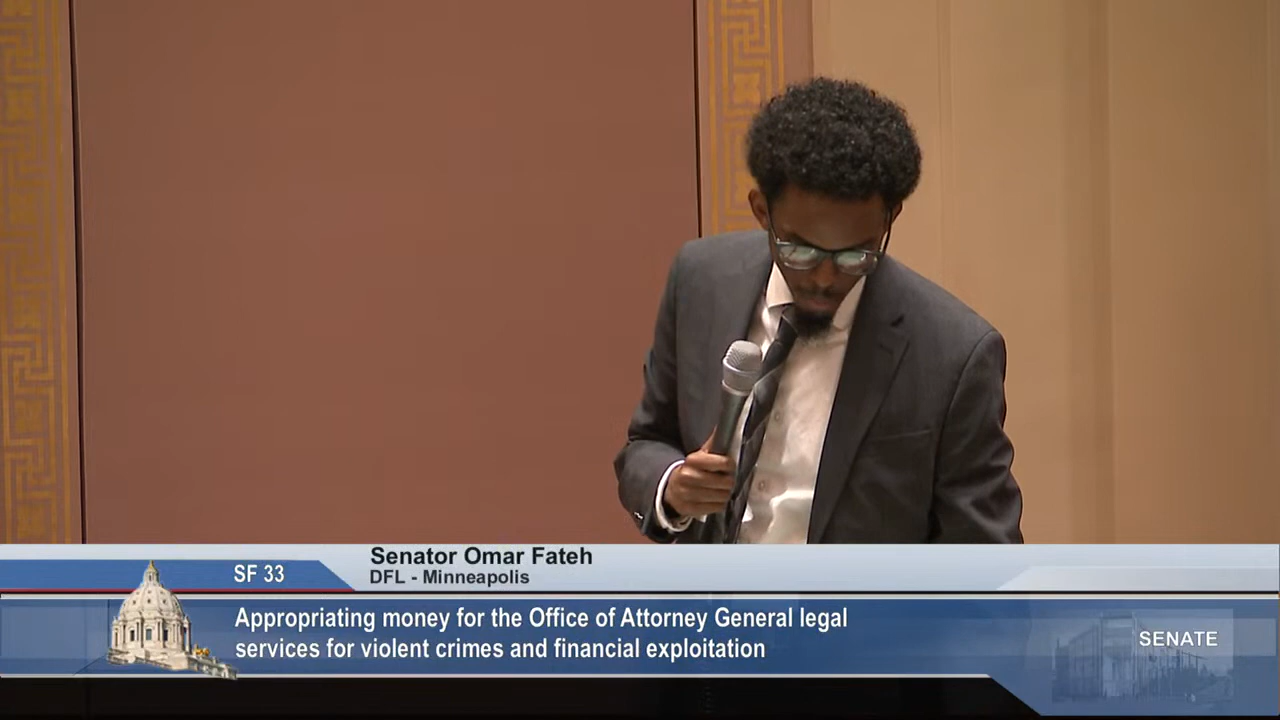 Senator Omar Fateh
SF 33
DFL - Minneapolis
Appropriating money for the Office of Attorney General legal
services for violent crimes and financial exploitation
SENATE